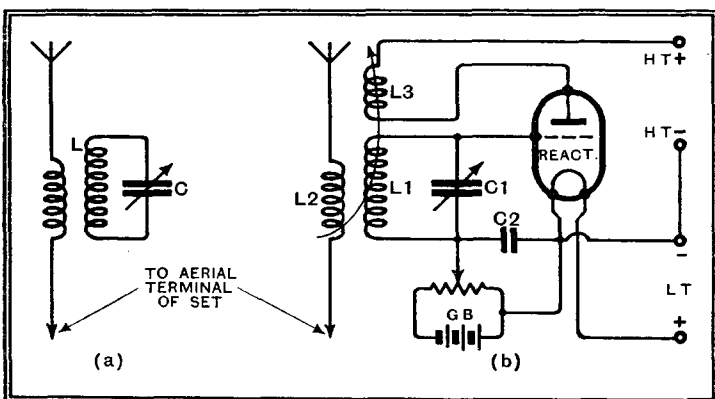 HT+
L3
HT-
L
REACT.
C
L2
L1
C1
C2
-
TO AERIAL
TERMINAL
OF SET
LT
GB
+
(a)
(b)